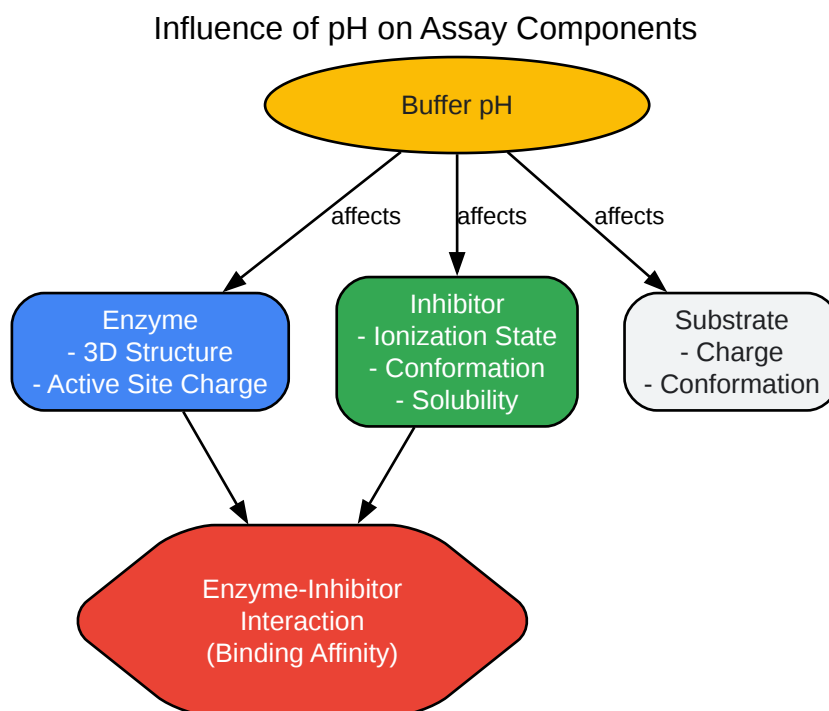 Influence of pH on Assay Components
Buffer pH
affects
affects
affects
Enzyme
- 3D Structure
- Active Site Charge
Inhibitor
- Ionization State
- Conformation
- Solubility
Substrate
- Charge
- Conformation
Enzyme-Inhibitor
Interaction
(Binding Affinity)